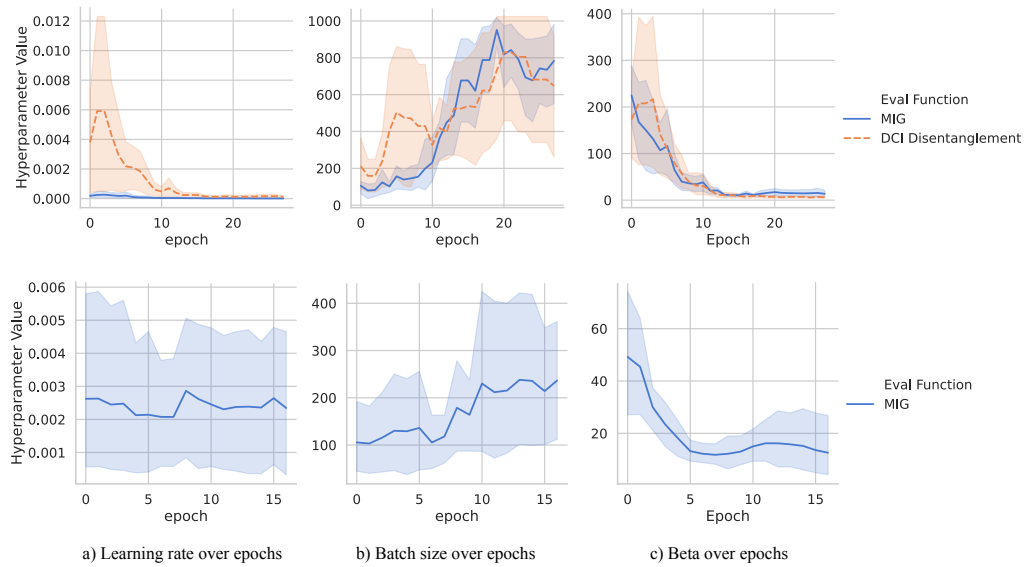 Hyperparameter Value
0.012
0.010
0.008
0.006
0.004
0.002
0.000
0 10 20
epoch
1000
800
600
400
200
0
0 10 20
epoch
400
300
200
100
0
0 10 20
Epoch
Eval Function
MIG
DCI Disentanglement
Hyperparameter Value
0.006
0.005
0.004
0.003
0.002
0.001
0 5 10 15
epoch
400
300
200
100
0 5 10 15
epoch
60
40
20
0 5 10 15
Epoch
Eval Function
MIG
a) Learning rate over epochs
b) Batch size over epochs
c) Beta over epochs